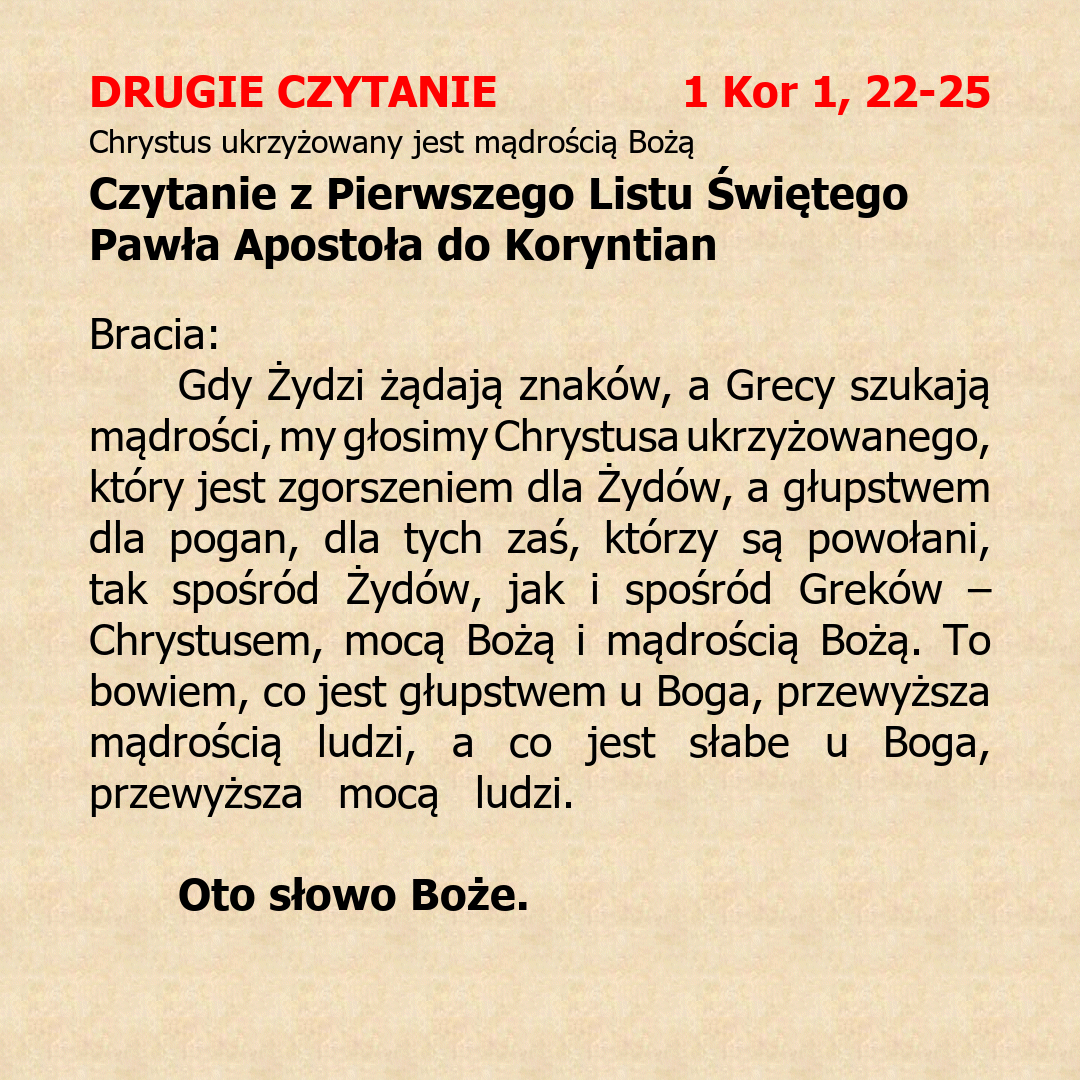 DRUGIE CZYTANIE 1 Kor 1, 22-25
Chrystus ukrzyżowany jest mądrością Bożą
Czytanie z Pierwszego Listu Świętego
Pawła Apostoła do Koryntian
Bracia:
Gdy Żydzi żądają znaków, a Grecy szukają
mądrości, my głosimy Chrystusa ukrzyżowanego,
który jest zgorszeniem dla Żydów, a głupstwem
dla pogan, dla tych zaś, którzy są powołani,
tak spośród Żydów, jak i spośród Greków –
Chrystusem, mocą Bożą i mądrością Bożą. To
bowiem, co jest głupstwem u Boga, przewyższa
mądrością ludzi, a co jest słabe u Boga,
przewyższa mocą ludzi.
Oto słowo Boże.